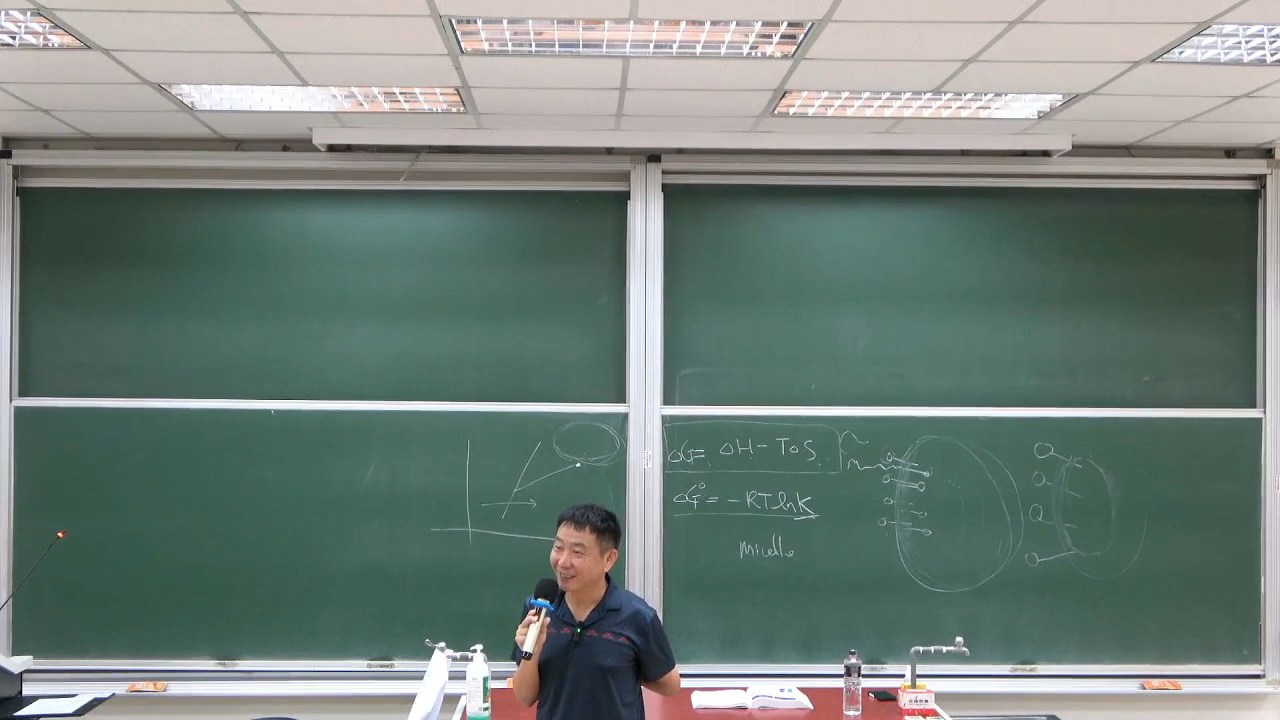 ΔG = ΔH - TΔS
ΔG° = -RTlnK
Micelle